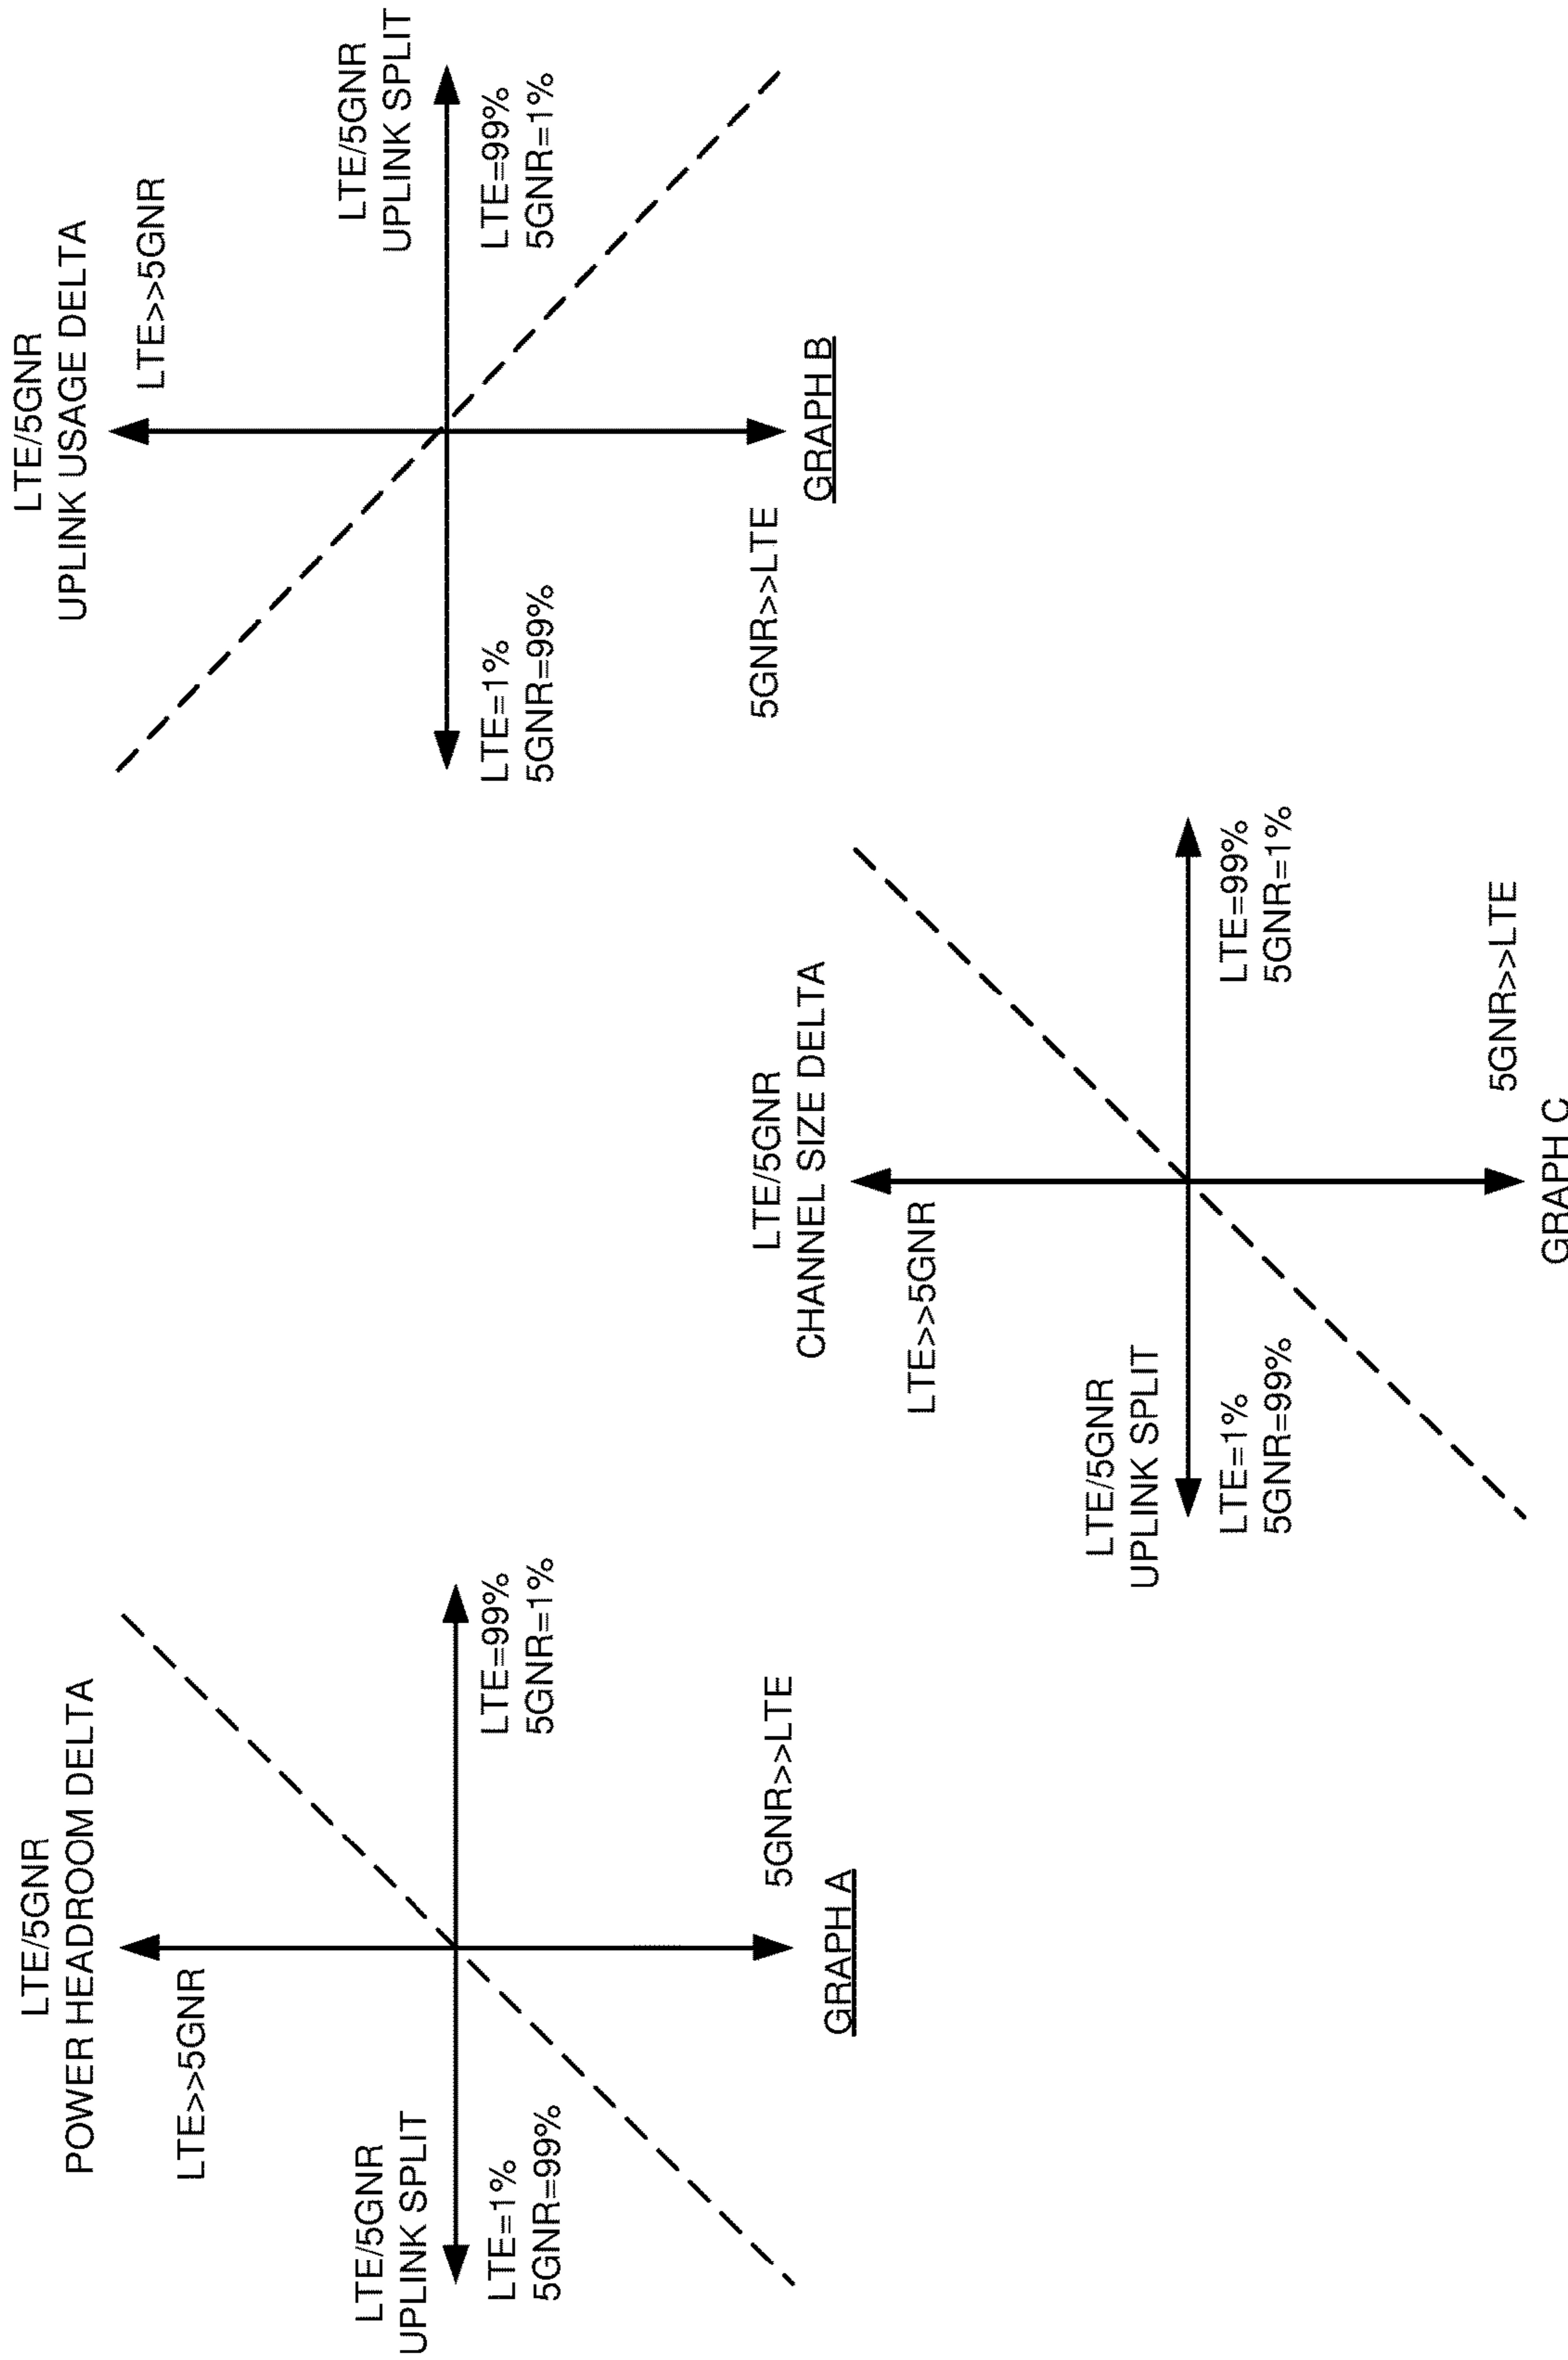 LTE/5GNR
POWER HEADROOM DELTA
LTE>>5GNR
LTE/5GNR
UPLINK SPLIT
LTE=1%
5GNR=99%
LTE=99%
5GNR=1%
5GNR>>LTE
GRAPH A
LTE/5GNR
UPLINK USAGE DELTA
LTE>>5GNR
LTE/5GNR
UPLINK SPLIT
LTE=1%
5GNR=99%
LTE=99%
5GNR=1%
5GNR>>LTE
GRAPH B
LTE/5GNR
CHANNEL SIZE DELTA
LTE>>5GNR
LTE/5GNR
UPLINK SPLIT
LTE=1%
5GNR=99%
LTE=99%
5GNR=1%
5GNR>>LTE
GRAPH C